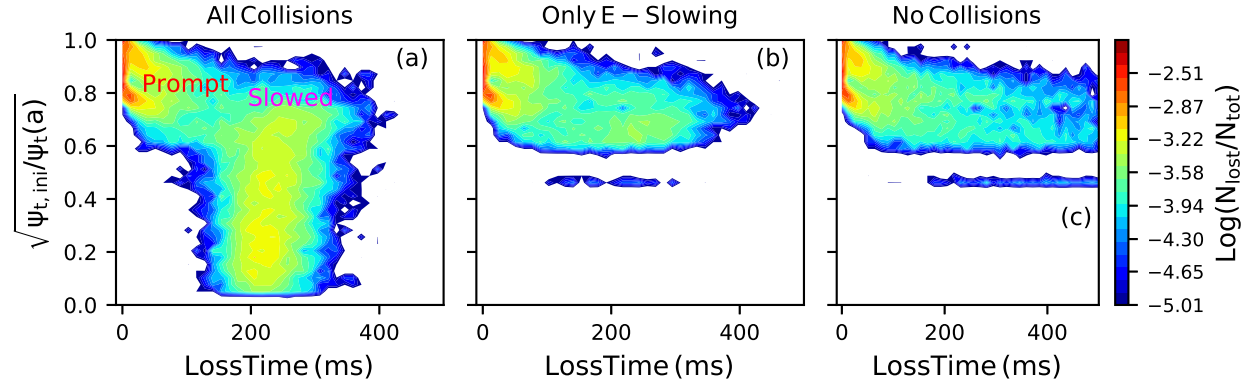 All Collisions
Only E − Slowing
No Collisions
(a)
(b)
(c)
Prompt
Slowed
√ψt, ini/ψt(a)
1.0
0.8
0.6
0.4
0.2
0.0
0
200
400
LossTime (ms)
0
200
400
LossTime (ms)
0
200
400
LossTime (ms)
−2.51
−2.87
−3.22
−3.58
−3.94
−4.30
−4.65
−5.01
Log(Nlost/Ntot)